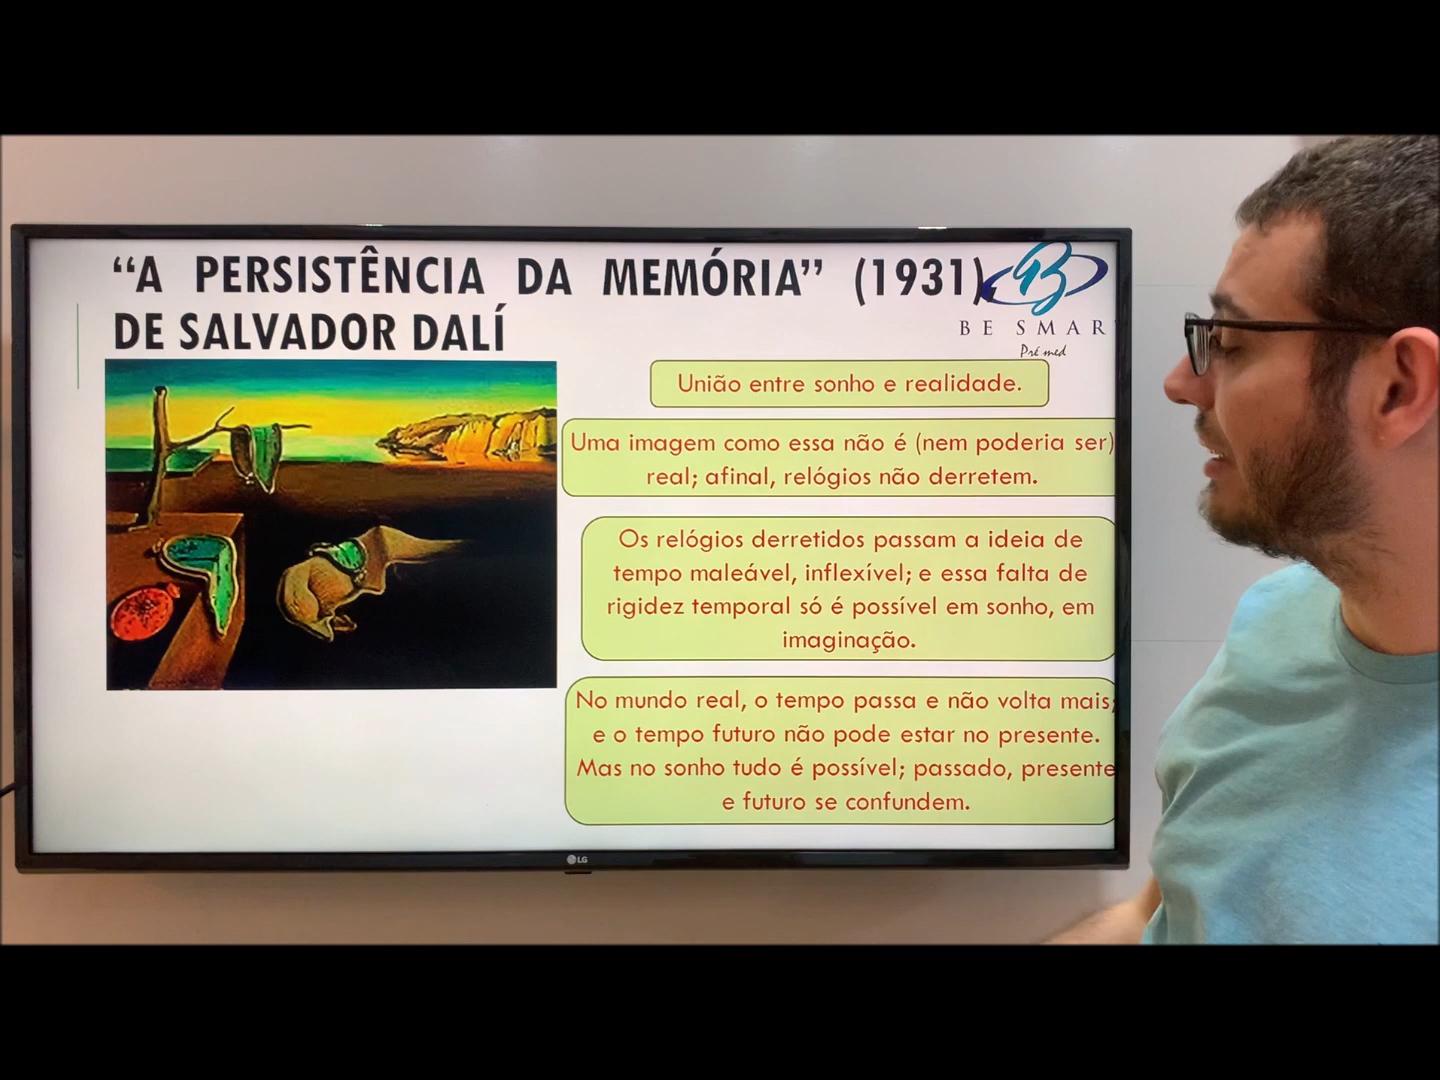 “A PERSISTÊNCIA DA MEMÓRIA” (1931),
DE SALVADOR DALÍ
BE SMAR
Pré med
União entre sonho e realidade.
Uma imagem como essa não é (nem poderia ser)
real; afinal, relógios não derretem.
Os relógios derretidos passam a ideia de
tempo maleável, inflexível; e essa falta de
rigidez temporal só é possível em sonho, em
imaginação.
No mundo real, o tempo passa e não volta mais;
e o tempo futuro não pode estar no presente.
Mas no sonho tudo é possível; passado, presente
e futuro se confundem.
LG